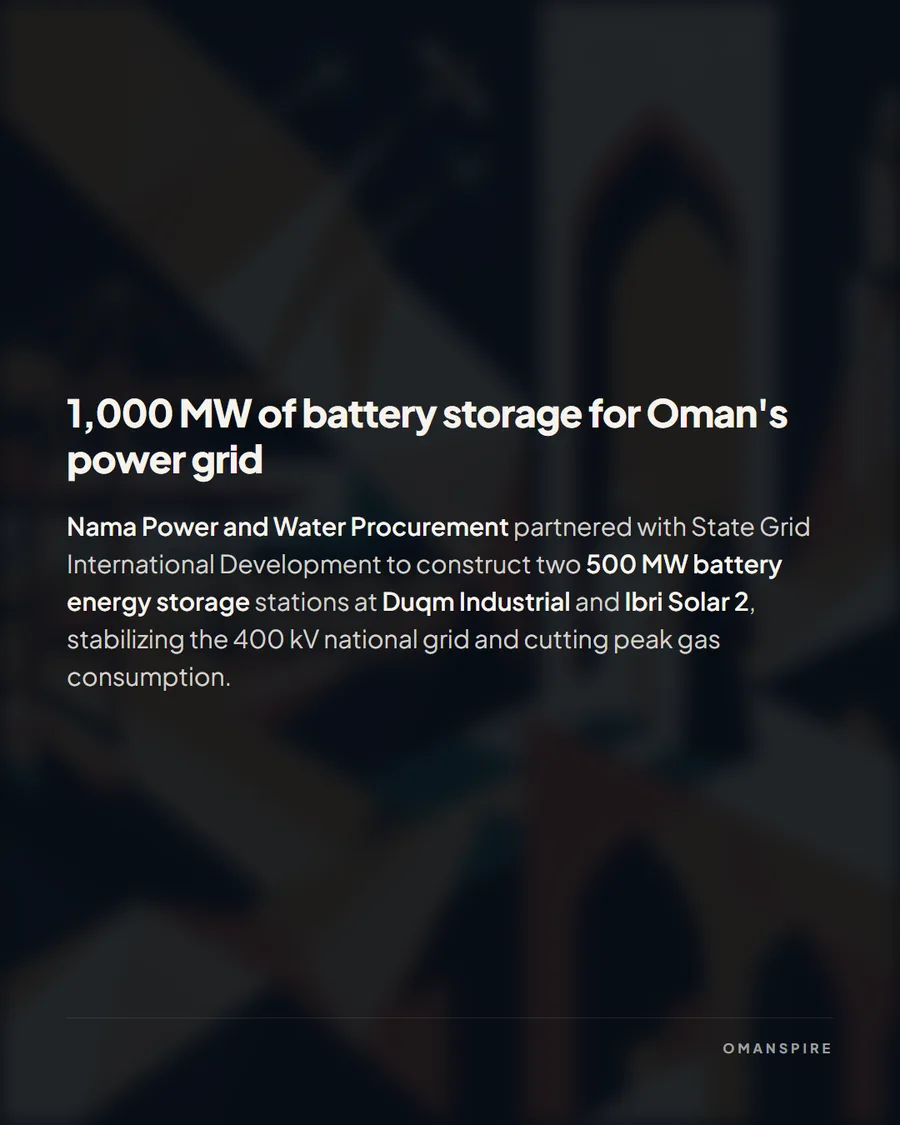 1,000 MW of battery storage for Oman's
power grid
Nama Power and Water Procurement partnered with State Grid
International Development to construct two 500 MW battery
energy storage stations at Duqm Industrial and Ibri Solar 2,
stabilizing the 400 kV national grid and cutting peak gas
consumption.
OMANSPIRE